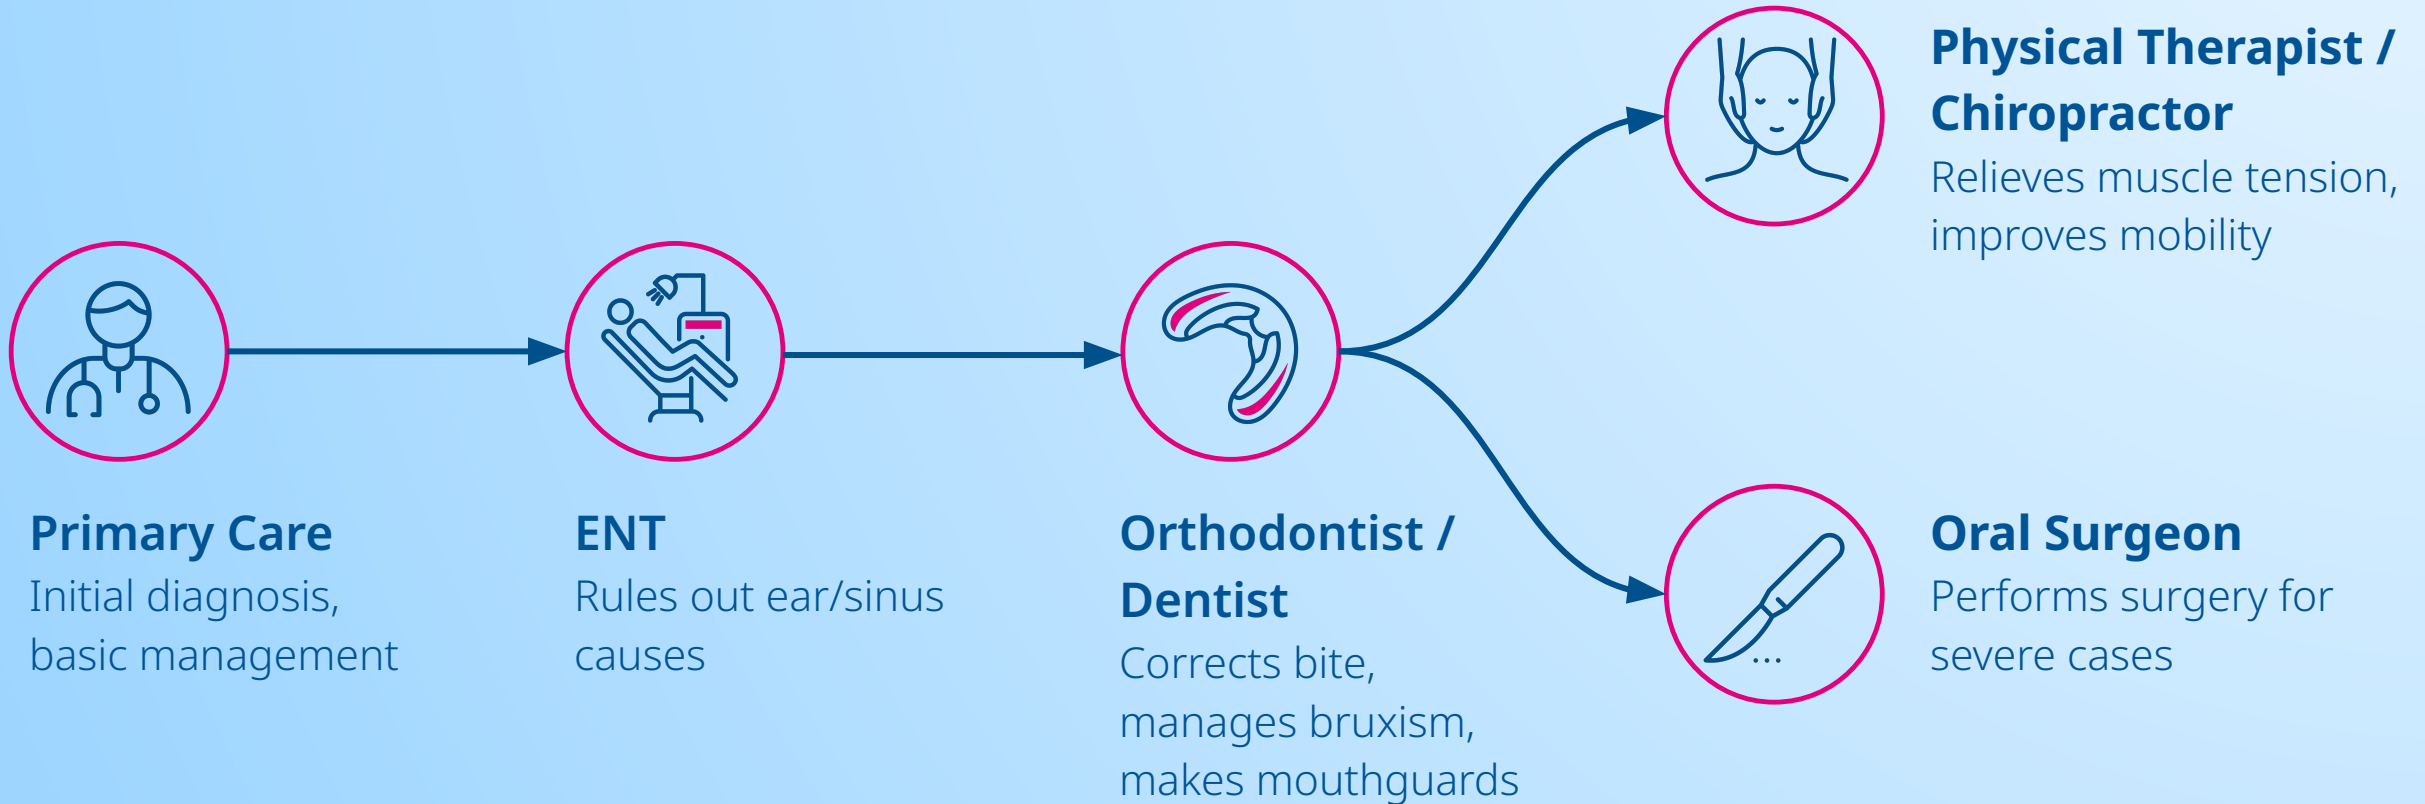 Primary Care
Initial diagnosis,
basic management
ENT
Rules out ear/sinus
causes
Orthodontist /
Dentist
Corrects bite,
manages bruxism,
makes mouthguards
Physical Therapist /
Chiropractor
Relieves muscle tension,
improves mobility
Oral Surgeon
Performs surgery for
severe cases